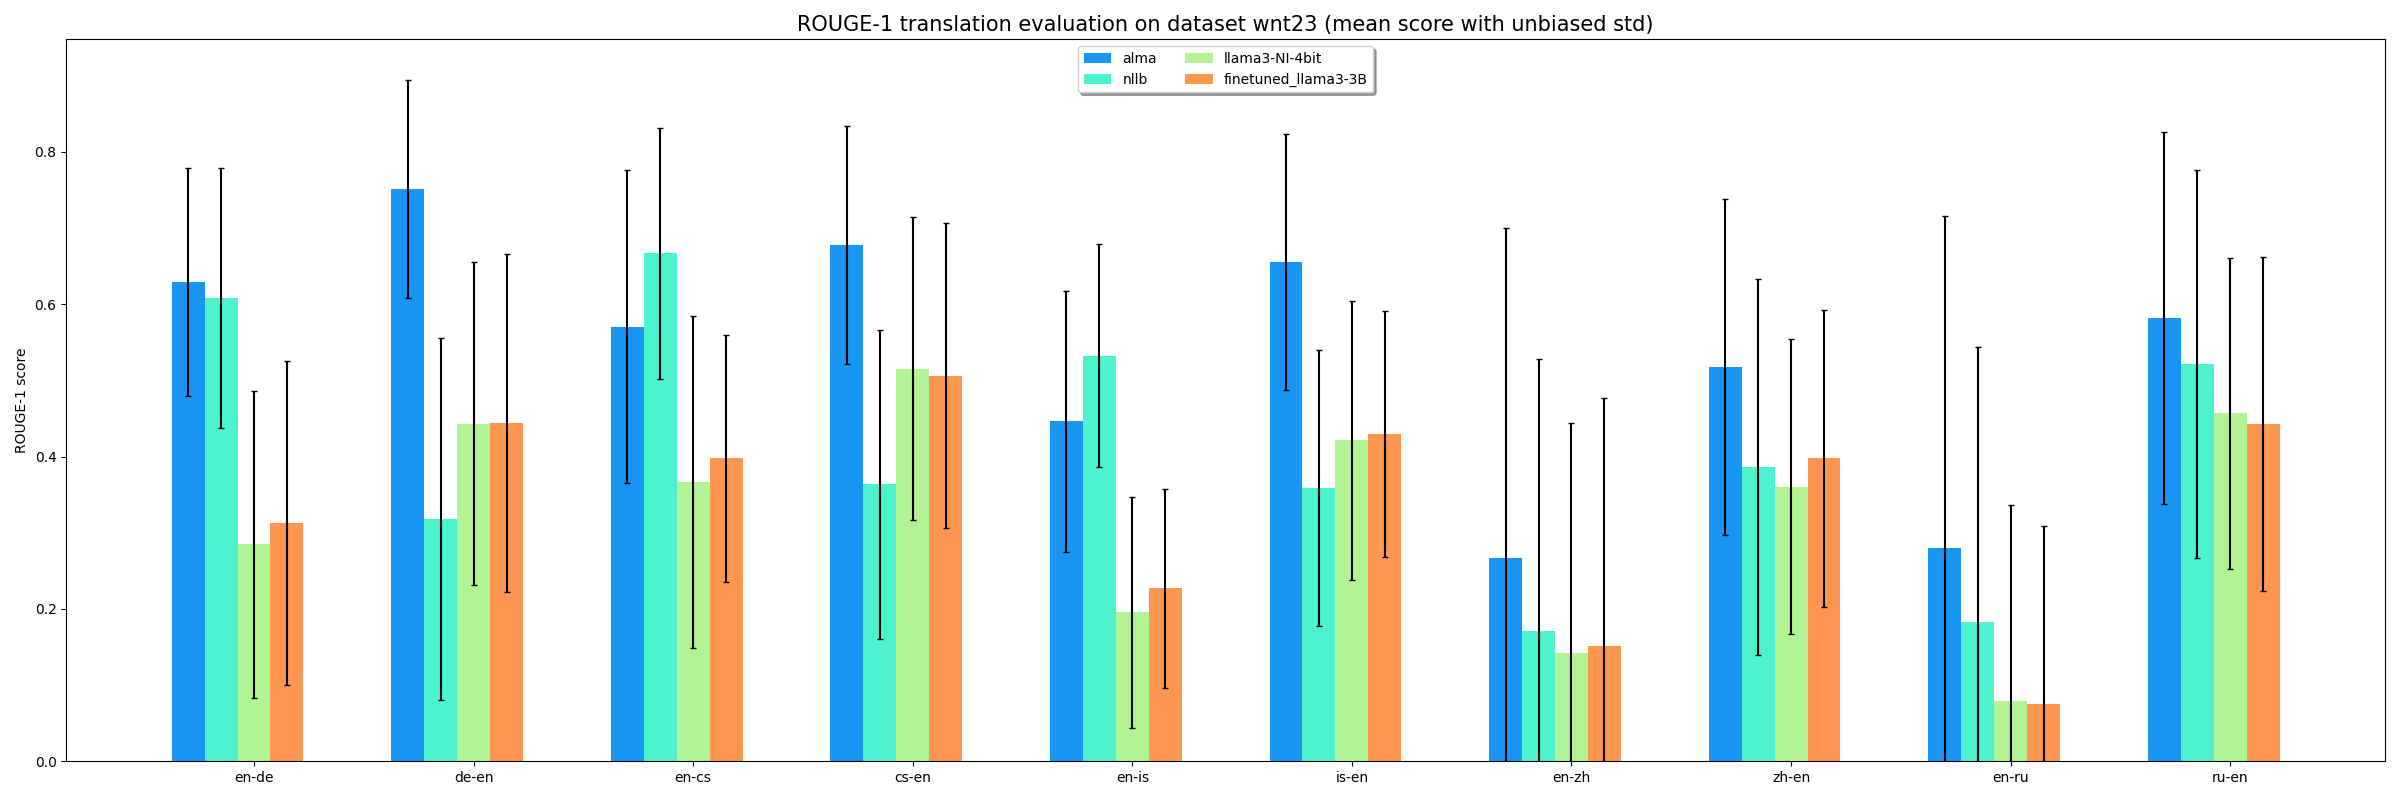 ROUGE-1 translation evaluation on dataset wnt23 (mean score with unbiased std)
alma
nllb
llama3-NI-4bit
finetuned_llama3-3B
ROUGE-1 score
0.8
0.6
0.4
0.2
0.0
en-de
de-en
en-cs
cs-en
en-is
is-en
en-zh
zh-en
en-ru
ru-en